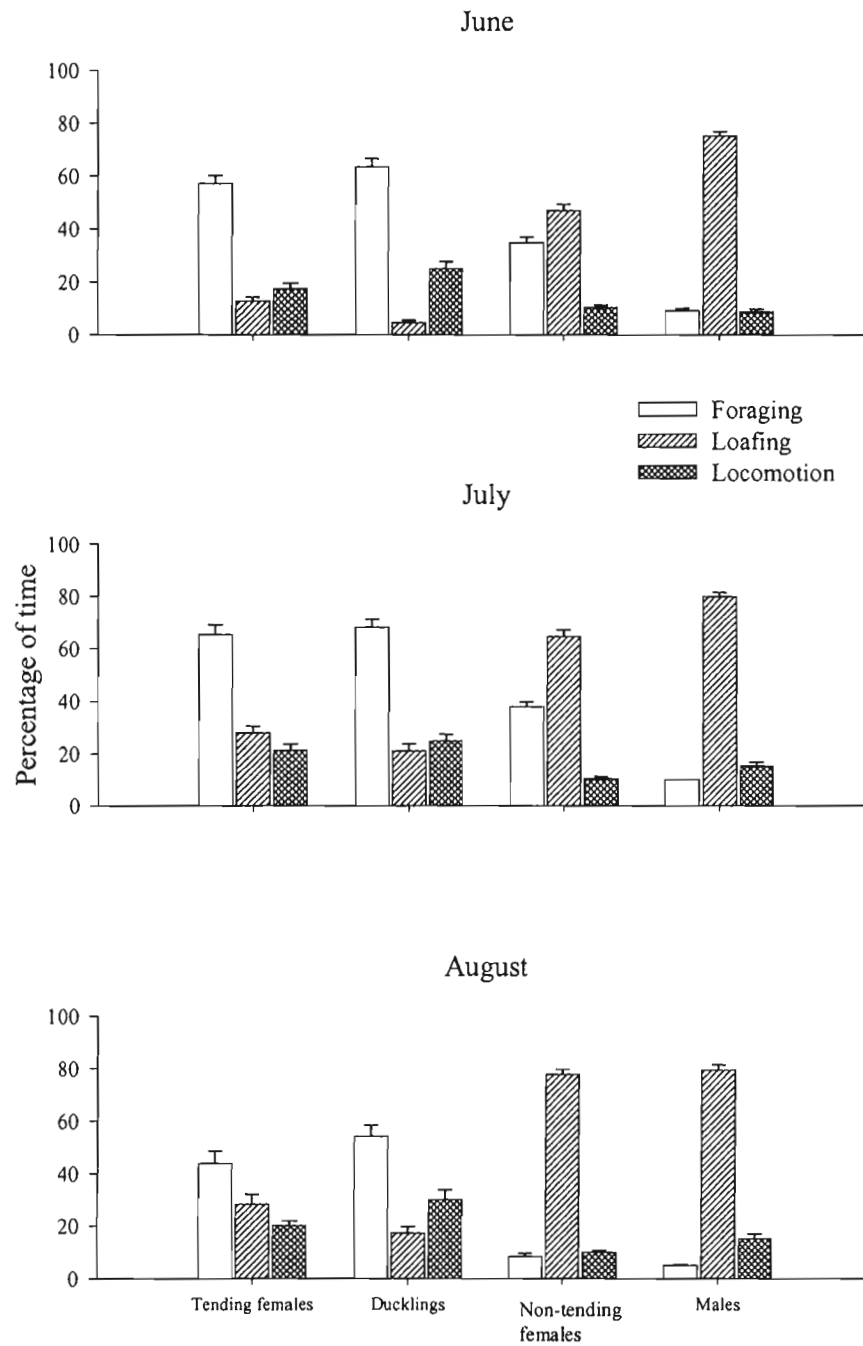 June
100
80
60
40
20
0
Foraging
Loafing
Locomotion
July
Percentage of time
100
80
60
40
20
0
August
100
80
60
40
20
0
Tending females
Ducklings
Non-tending
females
Males